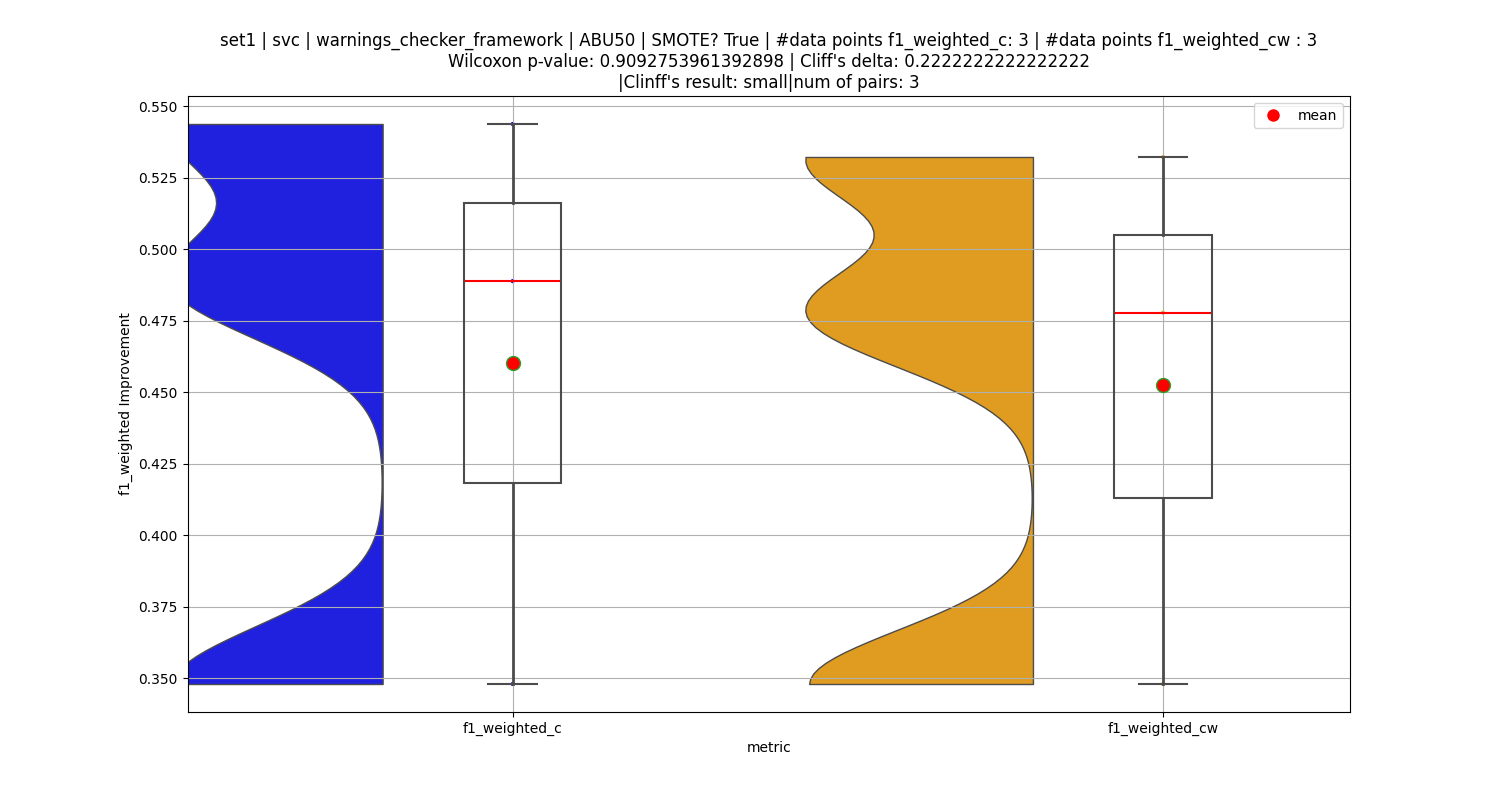 set1 | svc | warnings_checker_framework | ABU50 | SMOTE? True | #data points f1_weighted_c: 3 | #data points f1_weighted_cw : 3
Wilcoxon p-value: 0.9092753961392898 | Cliff's delta: 0.2222222222222222
|Clinff's result: small|num of pairs: 3
mean
0.550
0.525
0.500
0.475
0.450
0.425
0.400
0.375
0.350
f1_weighted Improvement
f1_weighted_c
f1_weighted_cw
metric